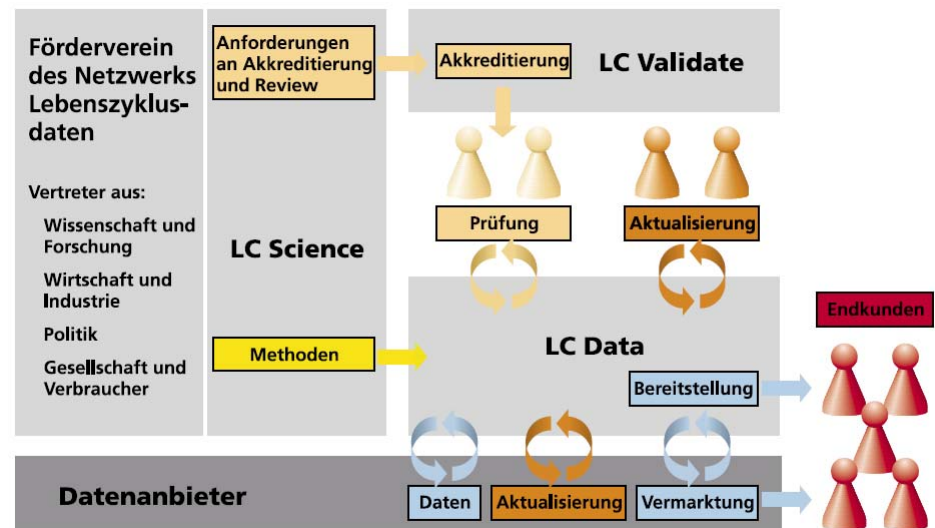 Förderverein
des Netzwerks
Lebenszyklus-
daten
Vertreter aus:
Wissenschaft und
Forschung
Wirtschaft und
Industrie
Politik
Gesellschaft und
Verbraucher
Anforderungen
an Akkreditierung
und Review
LC Science
Methoden
Akkreditierung
LC Validate
Prüfung
Aktualisierung
LC Data
Bereitstellung
Endkunden
Datenanbieter
Daten
Aktualisierung
Vermarktung